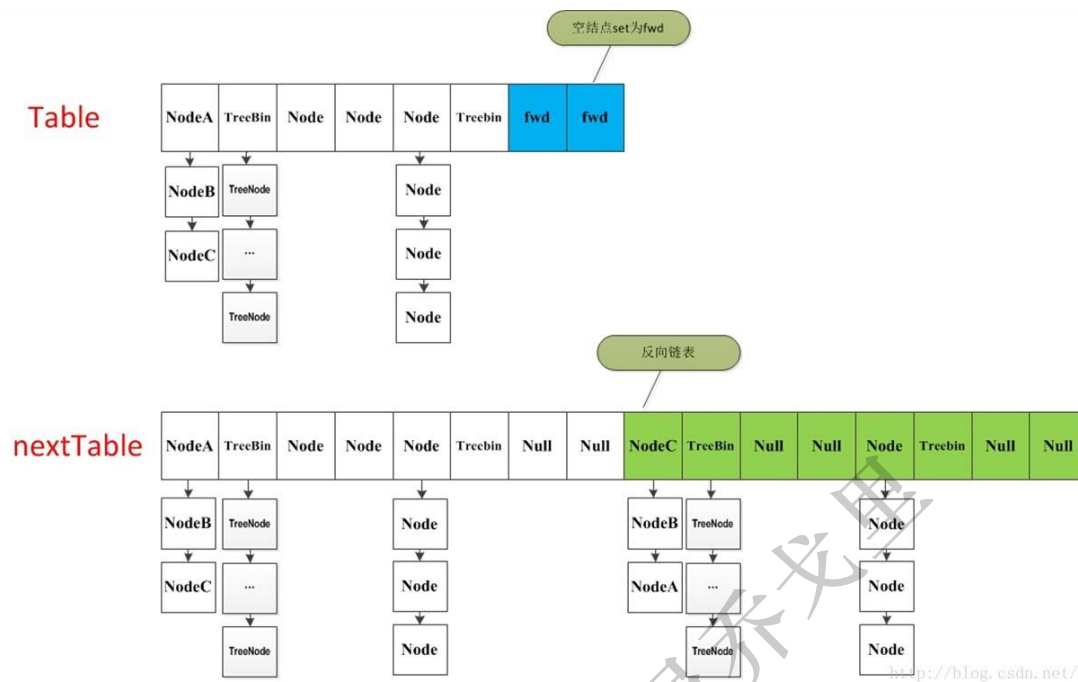 空结点set为fwd
Table
NodeA TreeBin Node Node Node Treebin fwd fwd
NodeB TreeNode Node
NodeC ... Node
TreeNode Node
反向链表
nextTable
NodeA TreeBin Node Node Node Treebin Null Null NodeC TreeBin Null Null Node Treebin Null Null
NodeB TreeNode Node NodeB TreeNode Node
NodeC ... Node NodeA ... Node
TreeNode Node TreeNode Node
乔戈里
http://blog.csdn.net/